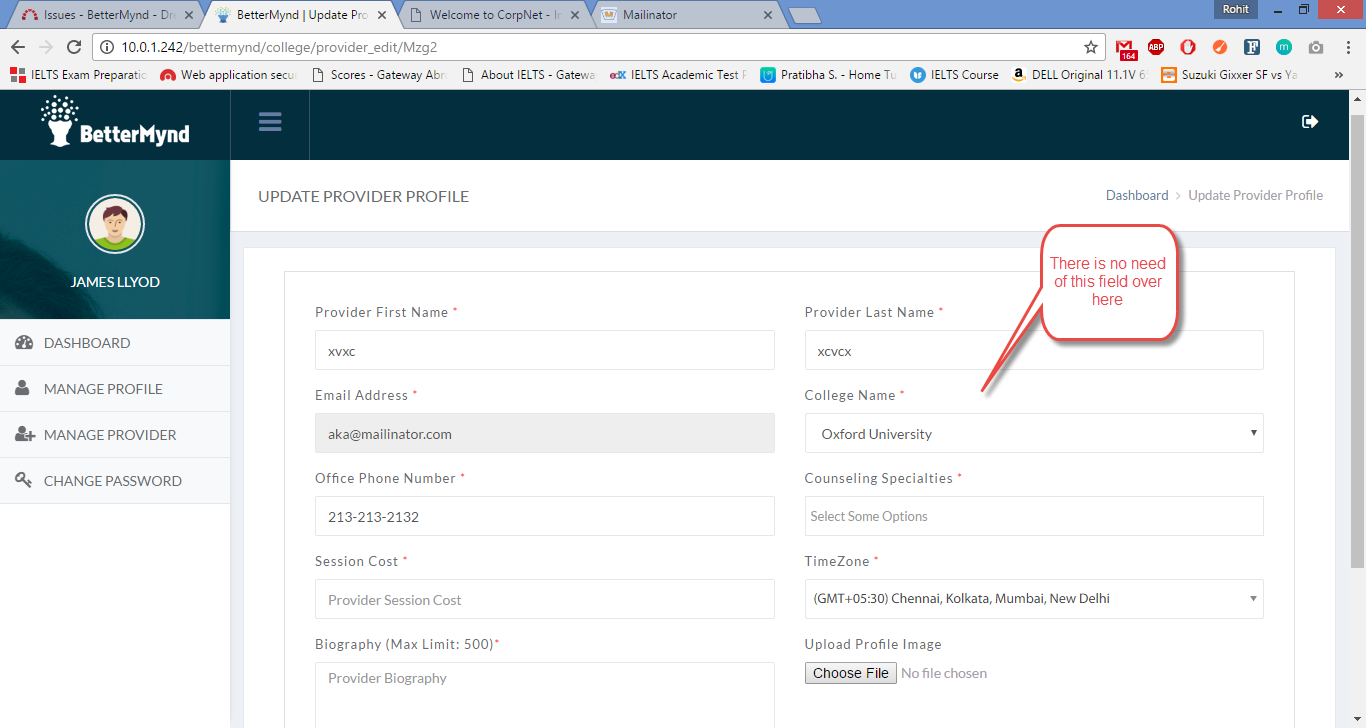 Issues - BetterMynd - Dre
BetterMynd | Update Pro
Welcome to CorpNet - In
Mailinator
Rohit
10.0.1.242/bettermynd/college/provider_edit/Mzg2
164
ABP
IELTS Exam Preparatio
Web application secu
Scores - Gateway Abro
About IELTS - Gatewa
edX IELTS Academic Test P
Pratibha S. - Home Tu
IELTS Course
DELL Original 11.1V 6
Suzuki Gixxer SF vs Ya
BetterMynd
JAMES LLYOD
DASHBOARD
MANAGE PROFILE
MANAGE PROVIDER
CHANGE PASSWORD
UPDATE PROVIDER PROFILE
Dashboard > Update Provider Profile
There is no need
of this field over
here
Provider First Name *
xvxc
Provider Last Name *
xcvcx
Email Address *
aka@mailinator.com
College Name *
Oxford University
Office Phone Number *
213-213-2132
Counseling Specialties *
Select Some Options
Session Cost *
Provider Session Cost
TimeZone *
(GMT+05:30) Chennai, Kolkata, Mumbai, New Delhi
Biography (Max Limit: 500)*
Provider Biography
Upload Profile Image
Choose File No file chosen